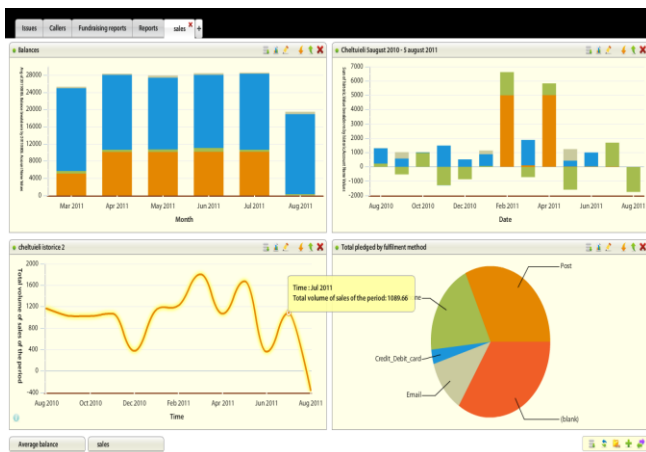 Issues
Callers
Fundraising reports
Reports
sales
+
Balances
28000
24000
20000
16000
12000
8000
4000
0
Mar 2011
Apr 2011
May 2011
Jun 2011
Jul 2011
Aug 2011
Month
Cheltuieli 5august 2010 - 5 august 2011
7000
6000
5000
4000
3000
2000
1000
0
-1000
-2000
Aug 2010
Oct 2010
Dec 2010
Feb 2011
Apr 2011
Jun 2011
Aug 2011
Date
cheltuieli istorice 2
Total volume of sales of the period
2000
1600
1200
800
400
0
-400
Aug 2010
Oct 2010
Dec 2010
Feb 2011
Apr 2011
Jun 2011
Aug 2011
Time
Time : Jul 2011
Total volume of sales of the period: 1089.66
Total pledged by fulfilment method
Post
ne
Credit_Debit_card
Email
(blank)
Average balance
sales